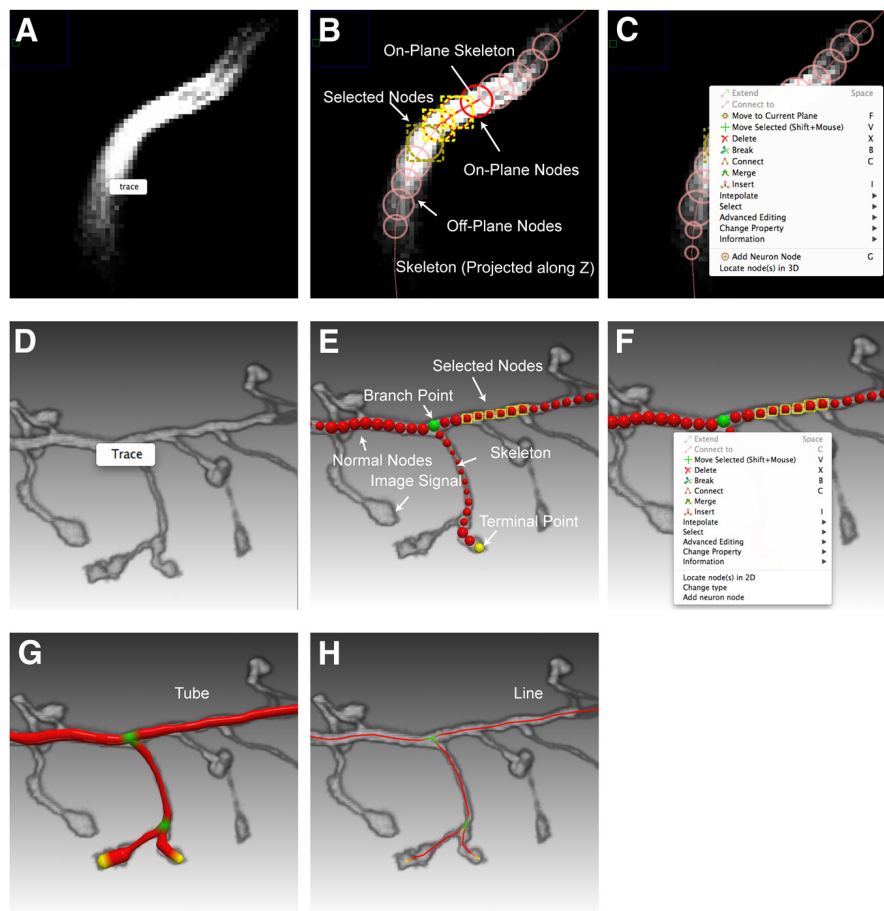 A
trace
B
On-Plane Skeleton
Selected Nodes
On-Plane Nodes
Off-Plane Nodes
Skeleton (Projected along Z)
C
Extend Space
Connect to
Move to Current Plane F
Move Selected (Shift+Mouse) V
Delete X
Break B
Connect C
Merge
Insert I
Intepolate
Select
Advanced Editing
Change Property
Information
Add Neuron Node G
Locate node(s) in 3D
D
Trace
E
Selected Nodes
Branch Point
Normal Nodes
Skeleton
Image Signal
Terminal Point
F
Extend Space
Connect to C
Move Selected (Shift+Mouse) V
Delete X
Break B
Connect C
Merge
Insert I
Intepolate
Select
Advanced Editing
Change Property
Information
Locate node(s) in 2D
Change type
Add neuron node
G
Tube
H
Line